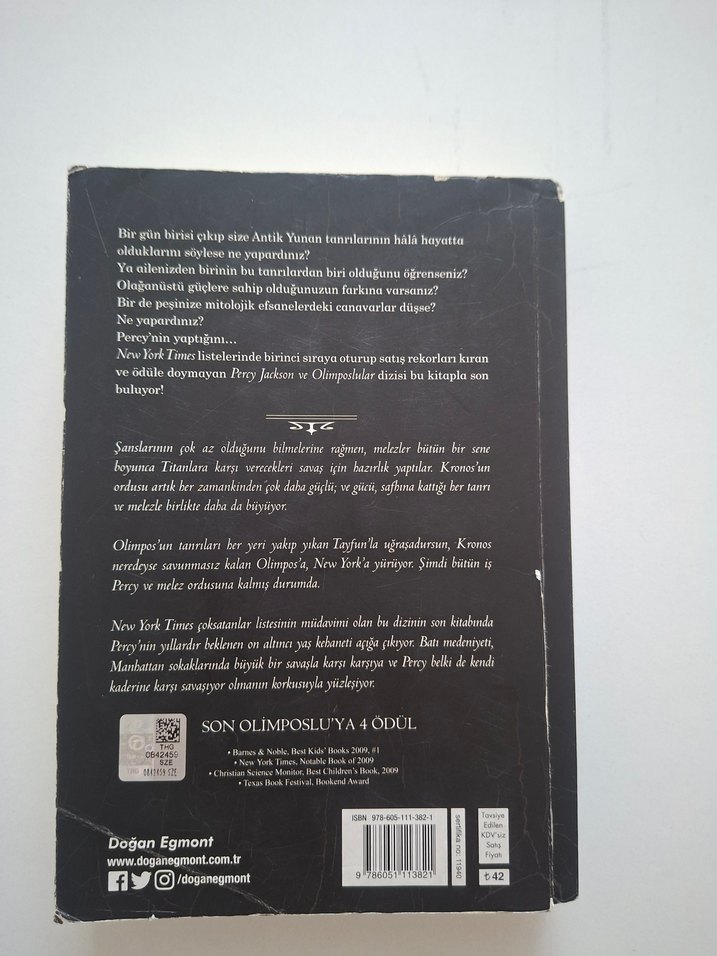 Bir gün birisi çıkıp size Antik Yunan tanrılarının hâlâ hayatta
olduklarını söylese ne yapardınız?
Ya ailenizden birinin bu tanrılardan biri olduğunu öğrenseniz?
Olağanüstü güçlere sahip olduğunuzun farkına varsanız?
Bir de peşinize mitolojik efsanelerdeki canavarlar düşse?
Ne yapardınız?
Percy'nin yaptığını...
New York Times listelerinde birinci sıraya oturup satış rekorları kıran
ve ödüle doymayan Percy Jackson ve Olimposlular dizisi bu kitapla son
buluyor!
Şanslarının çok az olduğunu bilmelerine rağmen, melezler bütün bir sene
boyunca Titanlara karşı verecekleri savaş için hazırlık yaptılar. Kronos'un
ordusu artık her zamankinden çok daha güçlü; ve gücü, safhına kattığı her tanrı
ve melezle birlikte daha da büyüyor.
Olimpos'un tanrıları her yeri yakıp yıkan Tayfun'la uğraşadursun, Kronos
neredeyse savunmasız kalan Olimpos'a, New York'a yürüyor. Şimdi bütün iş
Percy ve melez ordusuna kalmış durumda.
New York Times çoksatanlar listesinin müdavimi olan bu dizinin son kitabında
Percy'nin yıllardır beklenen on altıncı yaş kehaneti açığa çıkıyor. Batı medeniyeti,
Manhattan sokaklarında büyük bir savaşla karşı karşıya ve Percy belki de kendi
kaderine karşı savaşıyor olmanın korkusuyla yüzleşiyor.
SON OLİMPOSLU'YA 4 ÖDÜL
• Barnes & Noble, Best Kids' Books 2009, #1
• New York Times, Notable Book of 2009
• Christian Science Monitor, Best Children's Book, 2009
• Texas Book Festival, Bookend Award
THG
0842459
SZE
THG 0842459 SZE
Doğan Egmont
www.doganegmont.com.tr
/doganegmont
ISBN 978-605-111-382-1
9 786051 113821
sertifika no: 11940
Tavsiye
Edilen
KDV'siz
Satış
Fiyatı
₺ 42